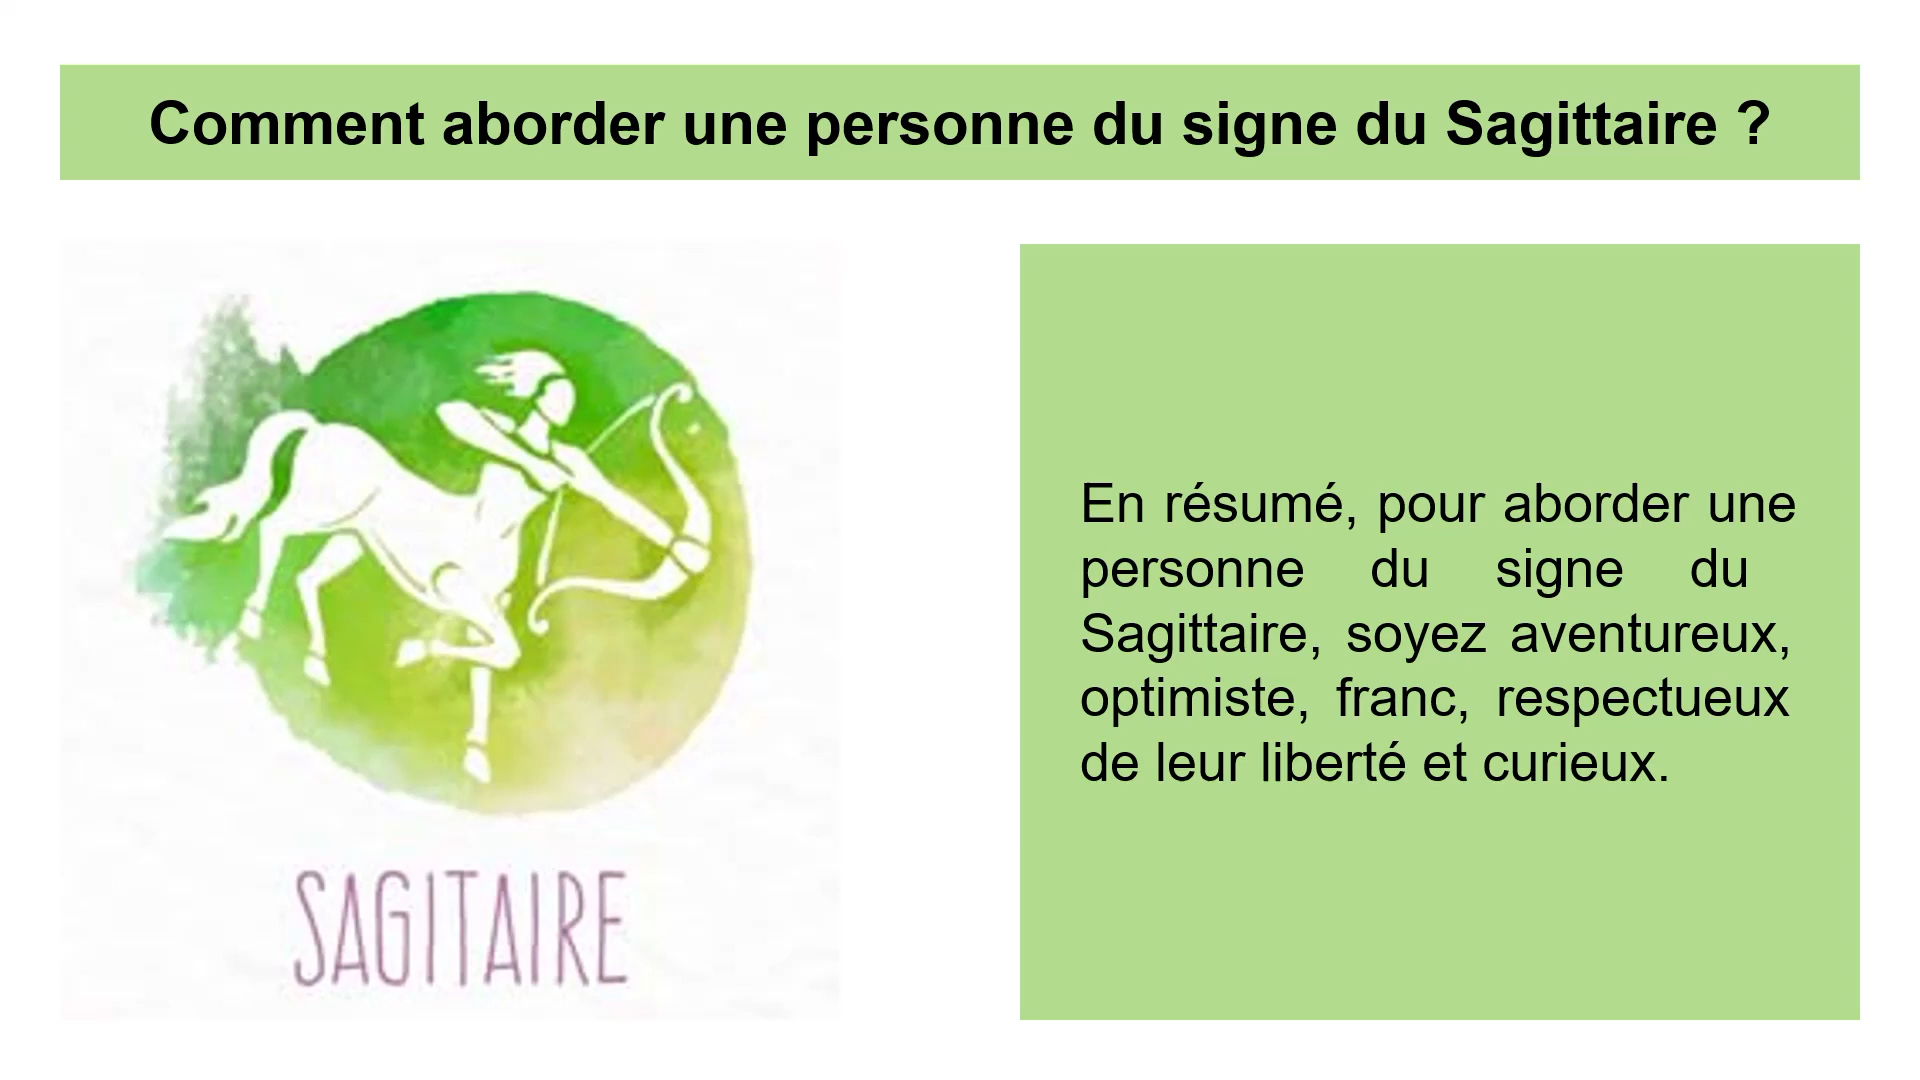 Comment aborder une personne du signe du Sagittaire ?
SAGITAIRE
En résumé, pour aborder une
personne du signe du
Sagittaire, soyez aventureux,
optimiste, franc, respectueux
de leur liberté et curieux.